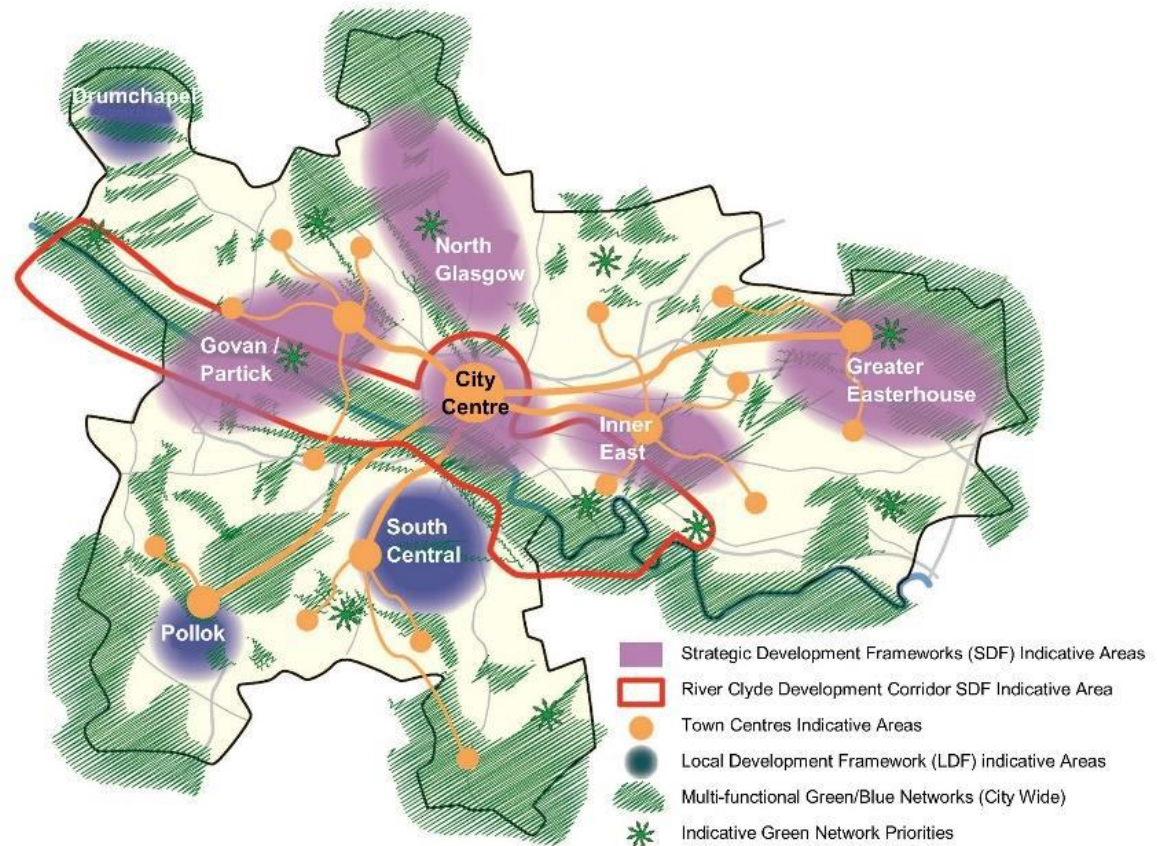 Drumchapel
North
Glasgow
Govan /
Partick
City
Centre
Greater
Easterhouse
Inner
East
South
Central
Pollok
Strategic Development Frameworks (SDF) Indicative Areas
River Clyde Development Corridor SDF Indicative Area
Town Centres Indicative Areas
Local Development Framework (LDF) indicative Areas
Multi-functional Green/Blue Networks (City Wide)
Indicative Green Network Priorities